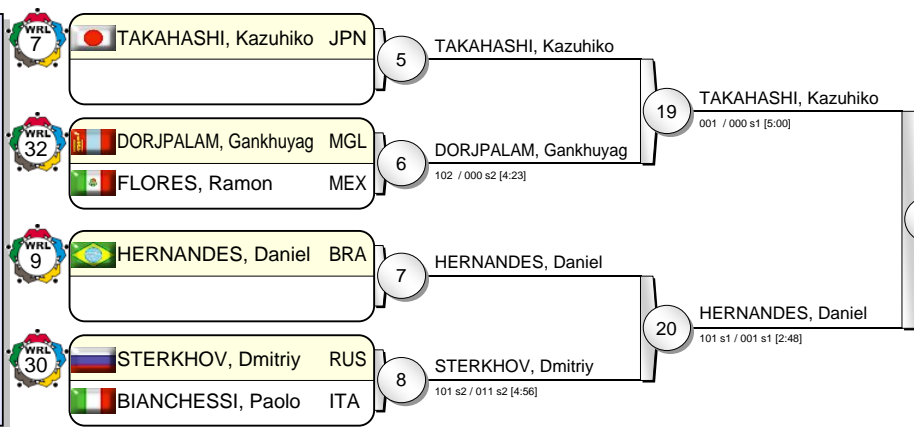 WRL
7
TAKAHASHI, Kazuhiko JPN
5
TAKAHASHI, Kazuhiko
19
TAKAHASHI, Kazuhiko
001 / 000 s1 [5:00]
WRL
32
DORJPALAM, Gankhuyag MGL
FLORES, Ramon MEX
6
DORJPALAM, Gankhuyag
102 / 000 s2 [4:23]
WRL
9
HERNANDES, Daniel BRA
7
HERNANDES, Daniel
20
HERNANDES, Daniel
101 s1 / 001 s1 [2:48]
WRL
30
STERKHOV, Dmitriy RUS
BIANCHESSI, Paolo ITA
8
STERKHOV, Dmitriy
101 s2 / 011 s2 [4:56]